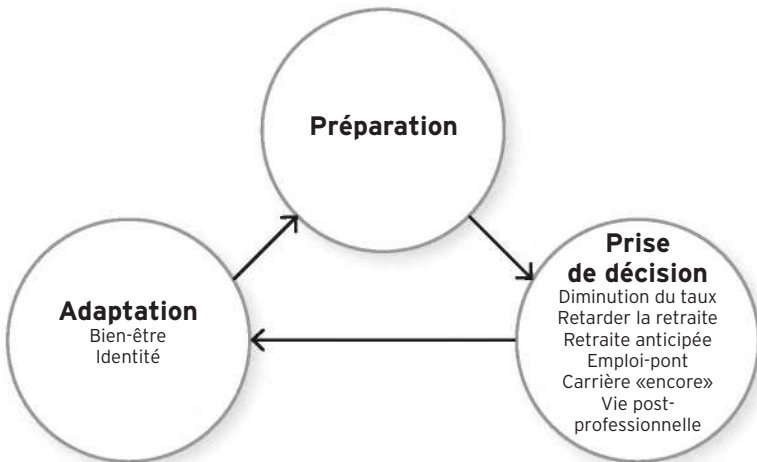 Préparation
Adaptation
Bien-être
Identité
Prise
de décision
Diminution du taux
Retarder la retraite
Retraite anticipée
Emploi-pont
Carrière «encore»
Vie post-
professionnelle